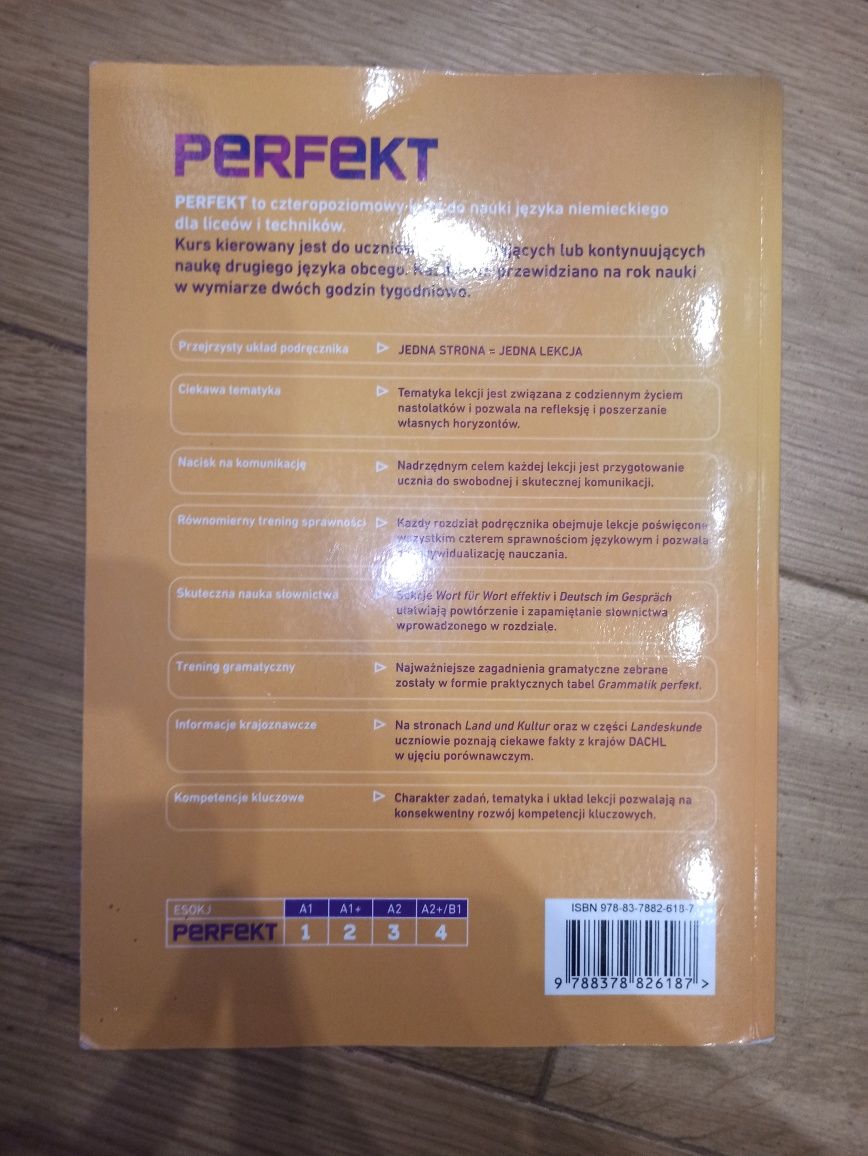 PERFEKT
PERFEKT to czteropoziomowy do nauki języka niemieckiego
dla liceów i techników.
Kurs kierowany jest do lub kontynuujących
naukę drugiego języka obcego. przewidziano na rok nauki
w wymiarze dwóch godzin tygodniowo.
Przejrzysty układ podręcznika ▷ JEDNA STRONA = JEDNA LEKCJA
Ciekawa tematyka ▷ Tematyka lekcji jest związana z codziennym życiem
nastolatków i pozwala na refleksję i poszerzanie
własnych horyzontów.
Nacisk na komunikację ▷ Nadrzędnym celem każdej lekcji jest przygotowanie
ucznia do swobodnej i skutecznej komunikacji.
Równomierny trening sprawności ▷ Każdy rozdział podręcznika obejmuje lekcje poświęcone
wszystkim czterem sprawnościom językowym i pozwala
nauczania.
Skuteczna nauka słownictwa ▷ Sekcje Wort für Wort effektiv i Deutsch im Gespräch
ułatwiają powtórzenie i zapamiętanie słownictwa
wprowadzonego w rozdziale.
Trening gramatyczny ▷ Najważniejsze zagadnienia gramatyczne zebrane
zostały w formie praktycznych tabel Grammatik perfekt.
Informacje krajoznawcze ▷ Na stronach Land und Kultur oraz w części Landeskunde
uczniowie poznają ciekawe fakty z krajów DACHL
w ujęciu porównawczym.
Kompetencje kluczowe ▷ Charakter zadań, tematyka i układ lekcji pozwalają na
konsekwentny rozwój kompetencji kluczowych.
ESOKJ A1 A1+ A2 A2+/B1
PERFEKT 1 2 3 4
ISBN 978-83-7882-618-7
9 788378 826187 >